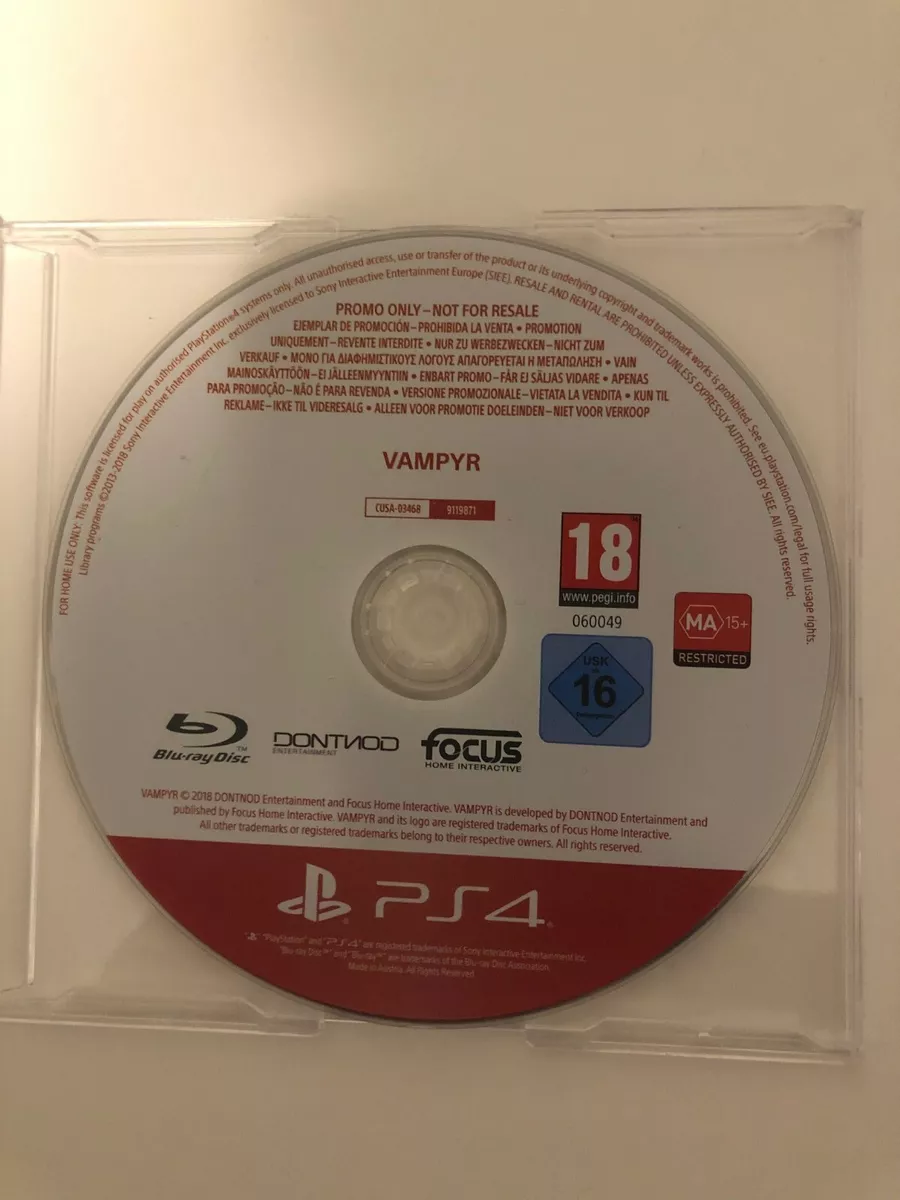 FOR HOME USE ONLY: This software is licensed for play on authorised PlayStation®4 systems only. All unauthorised access, use or transfer of the product or its underlying copyright and trademark works is prohibited. See eu.playstation.com/legal for full usage rights.
Library programs ©2013-2018 Sony Interactive Entertainment Inc. exclusively licensed to Sony Interactive Entertainment Europe (SIEE). RESALE AND RENTAL ARE PROHIBITED UNLESS EXPRESSLY AUTHORISED BY SIEE. All rights reserved.
PROMO ONLY – NOT FOR RESALE
EJEMPLAR DE PROMOCIÓN – PROHIBIDA LA VENTA • PROMOTION
UNIQUEMENT – REVENTE INTERDITE • NUR ZU WERBEZWECKEN – NICHT ZUM
VERKAUF • ΜΟΝΟ ΓΙΑ ΔΙΑΦΗΜΙΣΤΙΚΟΥΣ ΛΟΓΟΥΣ ΑΠΑΓΟΡΕΥΕΤΑΙ Η ΜΕΤΑΠΩΛΗΣΗ • VAIN
MAINOSKÄYTTÖÖN – EI JÄLLEENMYYNTIIN • ENBART PROMO – FÅR EJ SÄLJAS VIDARE • APENAS
PARA PROMOÇÃO – NÃO É PARA REVENDA • VERSIONE PROMOZIONALE – VIETATA LA VENDITA • KUN TIL
REKLAME – IKKE TIL VIDERESALG • ALLEEN VOOR PROMOTIE DOELEINDEN – NIET VOOR VERKOOP
VAMPYR
CUSA-03468 9119871
18
www.pegi.info
060049
MA 15+
RESTRICTED
USK
16
Blu-ray Disc™
DONTNOD
ENTERTAINMENT
focus
HOME INTERACTIVE
VAMPYR © 2018 DONTNOD Entertainment and Focus Home Interactive. VAMPYR is developed by DONTNOD Entertainment and
published by Focus Home Interactive. VAMPYR and its logo are registered trademarks of Focus Home Interactive.
All other trademarks or registered trademarks belong to their respective owners. All rights reserved.
PS4
"PlayStation" and "PS4" are registered trademarks of Sony Interactive Entertainment Inc.
"Blu-ray Disc™" and "Blu-ray™" are trademarks of the Blu-ray Disc Association.
Made in Austria. All Rights Reserved.